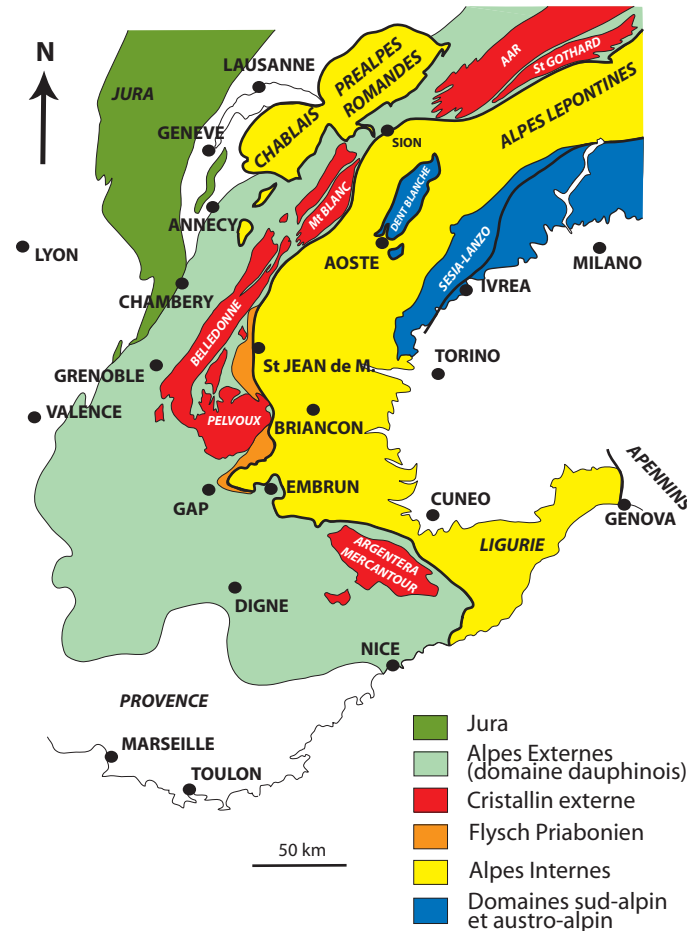 N
JURA
LAUSANNE
GENEVE
CHABLAIS
PREALPES
ROMANDES
AAR
St GOTHARD
ALPES LEPONTINES
SION
ANNECY
Mt BLANC
DENT BLANCHE
LYON
AOSTE
SESIA-LANZO
MILANO
CHAMBERY
IVREA
BELLEDONNE
St JEAN de M.
TORINO
GRENOBLE
VALENCE
PELVOUX
BRIANCON
GAP
EMBRUN
CUNEO
APENNINS
GENOVA
LIGURIE
ARGENTERA
MERCANTOUR
DIGNE
NICE
PROVENCE
MARSEILLE
TOULON
50 km
Jura
Alpes Externes
(domaine dauphinois)
Cristallin externe
Flysch Priabonien
Alpes Internes
Domaines sud-alpin
et austro-alpin